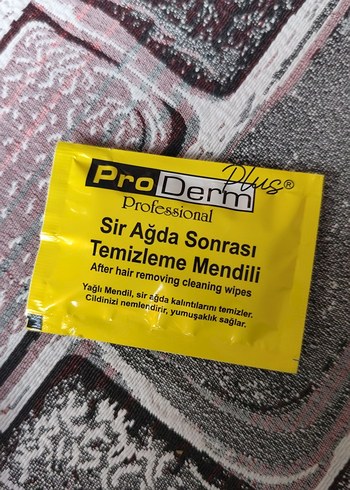 ProDerm Plus®
Professional
Sir Ağda Sonrası
Temizleme Mendili
After hair removing cleaning wipes
Yağlı Mendil, sir ağda kalıntılarını temizler.
Cildinizi nemlendirir, yumuşaklık sağlar.